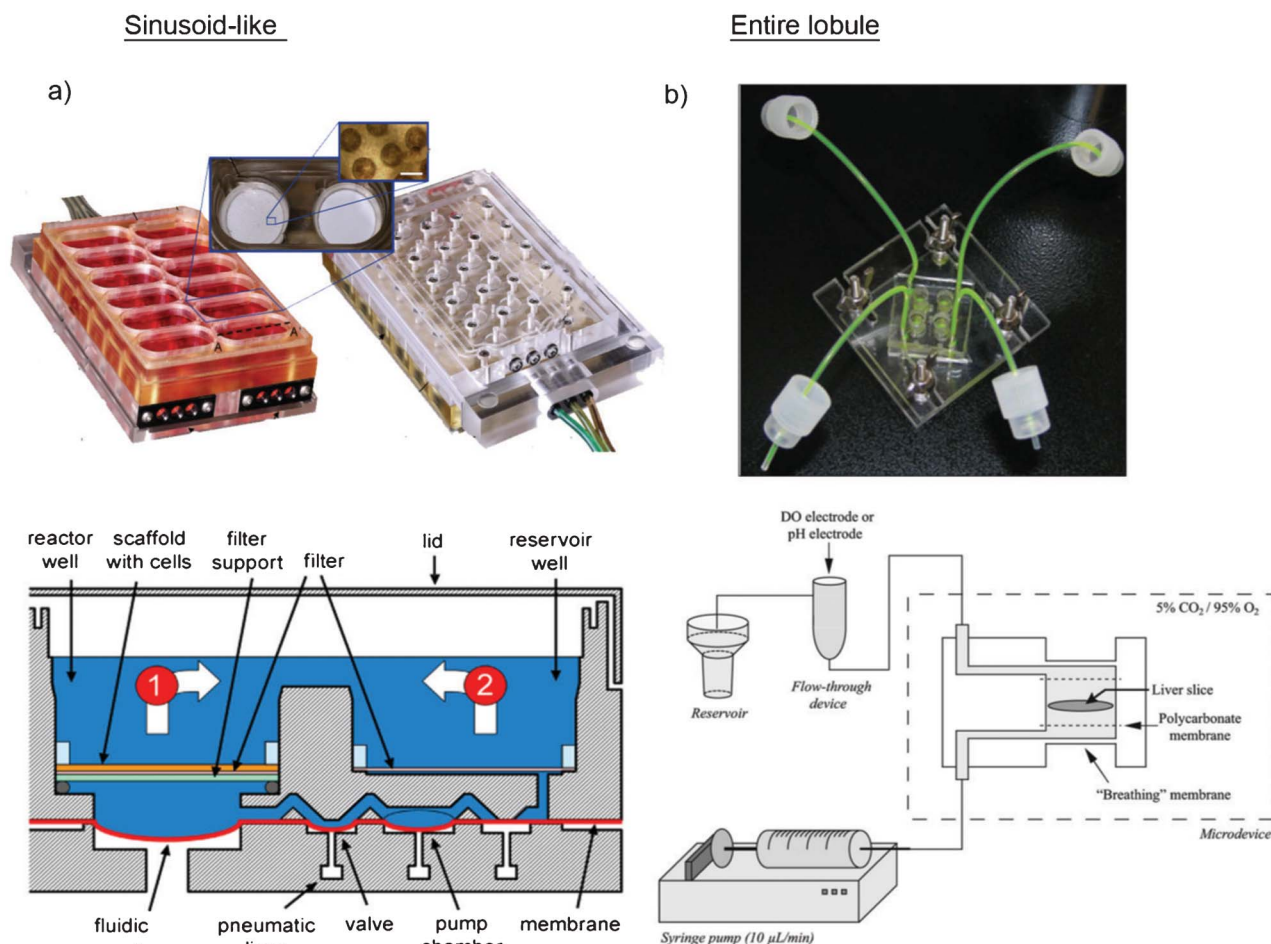 Sinusoid-like
Entire lobule
a)
b)
A
A'
reactor
well
scaffold
with cells
filter
support
filter
lid
reservoir
well
1
2
fluidic
pneumatic
valve
pump
membrane
DO electrode or
pH electrode
5% CO2 / 95% O2
Reservoir
Flow-through
device
Liver slice
Polycarbonate
membrane
"Breathing" membrane
Microdevice
Syringe pump (10 µL/min)